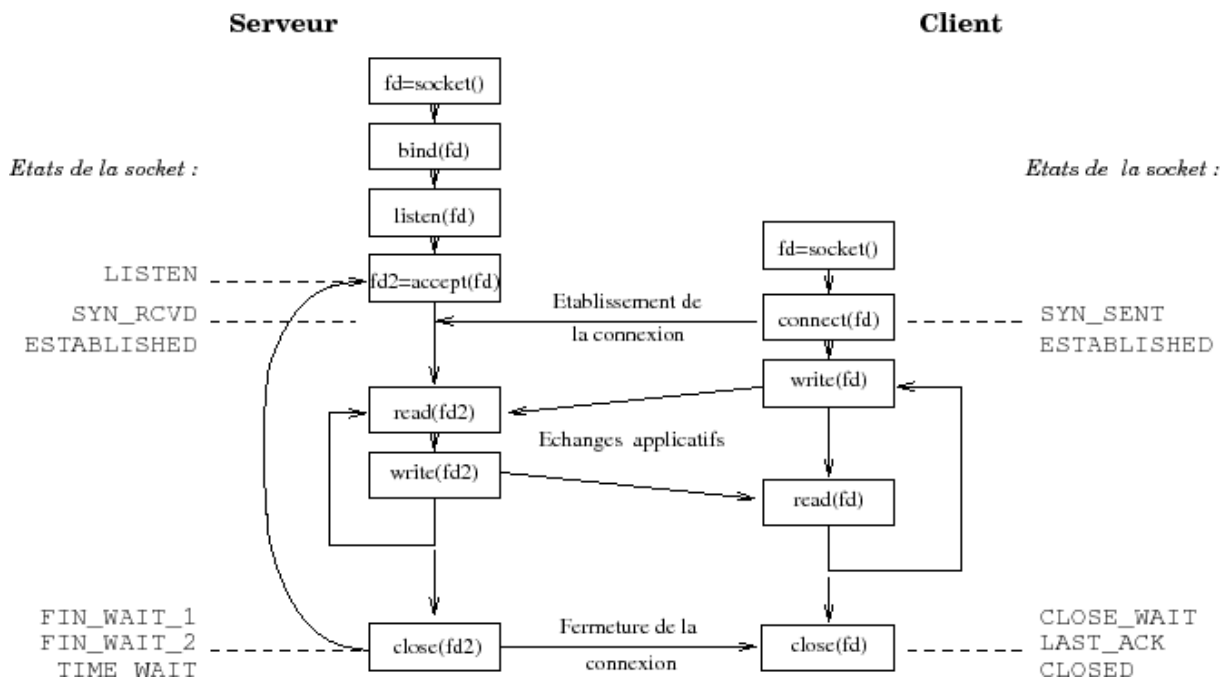 Serveur
Client
fd=socket()
bind(fd)
Etats de la socket :
Etats de la socket :
listen(fd)
fd=socket()
LISTEN
fd2=accept(fd)
Etablissement de
la connexion
SYN_RCVD
connect(fd)
SYN_SENT
ESTABLISHED
ESTABLISHED
write(fd)
read(fd2)
Echanges applicatifs
write(fd2)
read(fd)
FIN_WAIT_1
FIN_WAIT_2
TIME_WAIT
close(fd2)
Fermeture de la
connexion
close(fd)
CLOSE_WAIT
LAST_ACK
CLOSED